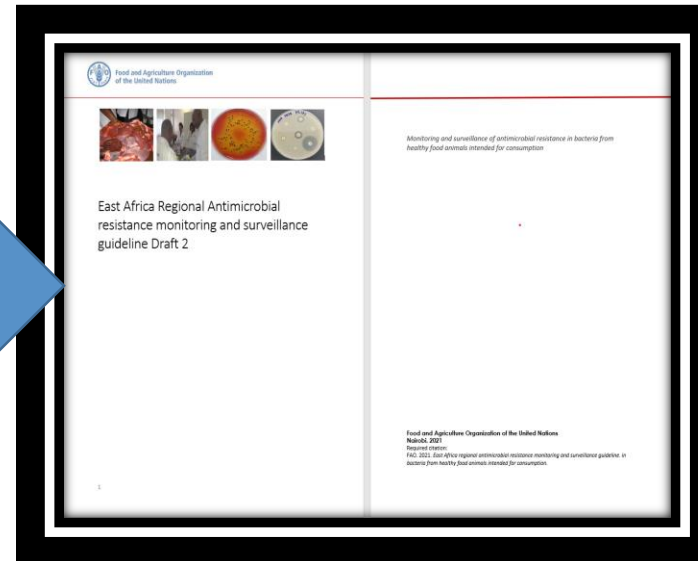 Food and Agriculture Organization
of the United Nations
East Africa Regional Antimicrobial
resistance monitoring and surveillance
guideline Draft 2
1
Monitoring and surveillance of antimicrobial resistance in bacteria from
healthy food animals intended for consumption
Food and Agriculture Organization of the United Nations
Nairobi, 2021
Required citation:
FAO. 2021. East Africa regional antimicrobial resistance monitoring and surveillance guideline. In
bacteria from healthy food animals intended for consumption.